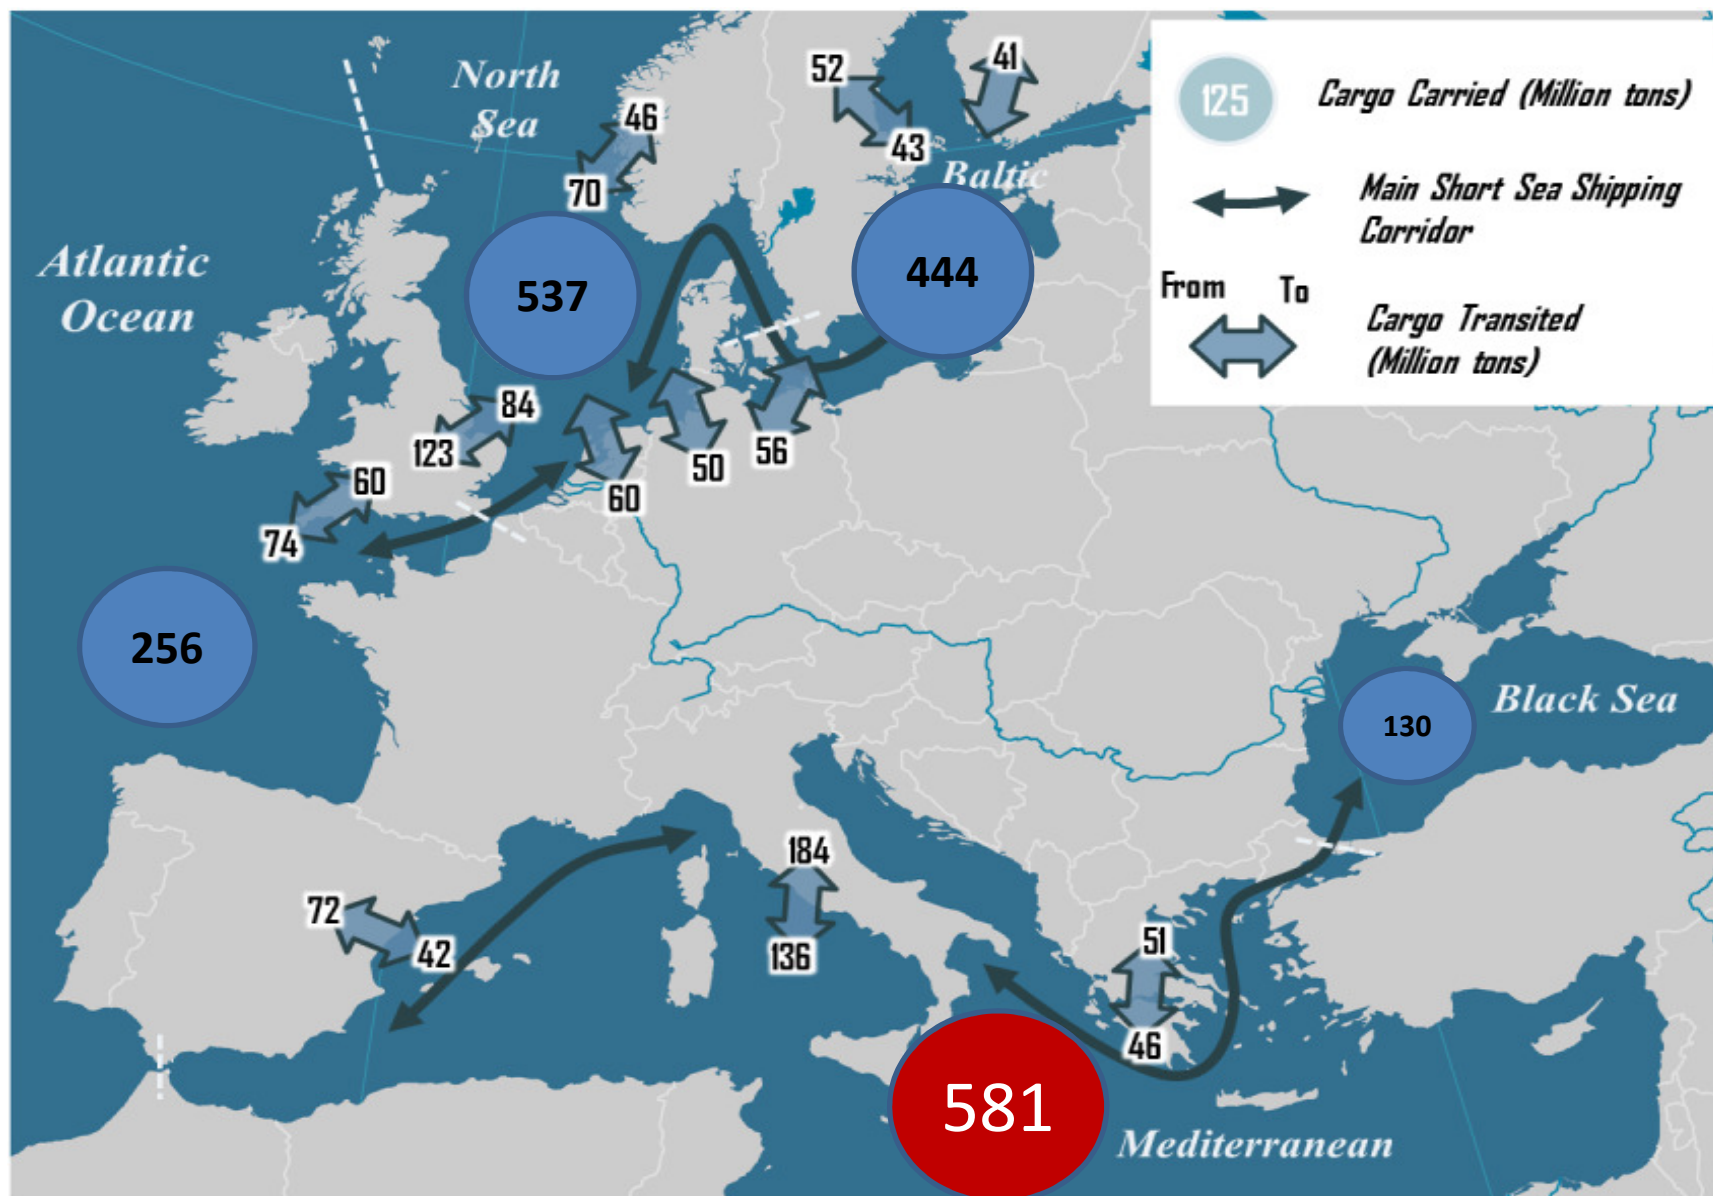 North
Sea
52
41
46
43
70
Baltic
125
Cargo Carried (Million tons)
Main Short Sea Shipping
Corridor
From To
Cargo Transited
(Million tons)
Atlantic
Ocean
537
444
84
123
50
56
60
60
74
256
130
Black Sea
184
72
42
136
51
46
581
Mediterranean